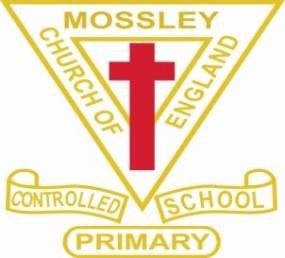 MOSSLEY
CHURCH OF
ENGLAND
CONTROLLED
SCHOOL
PRIMARY